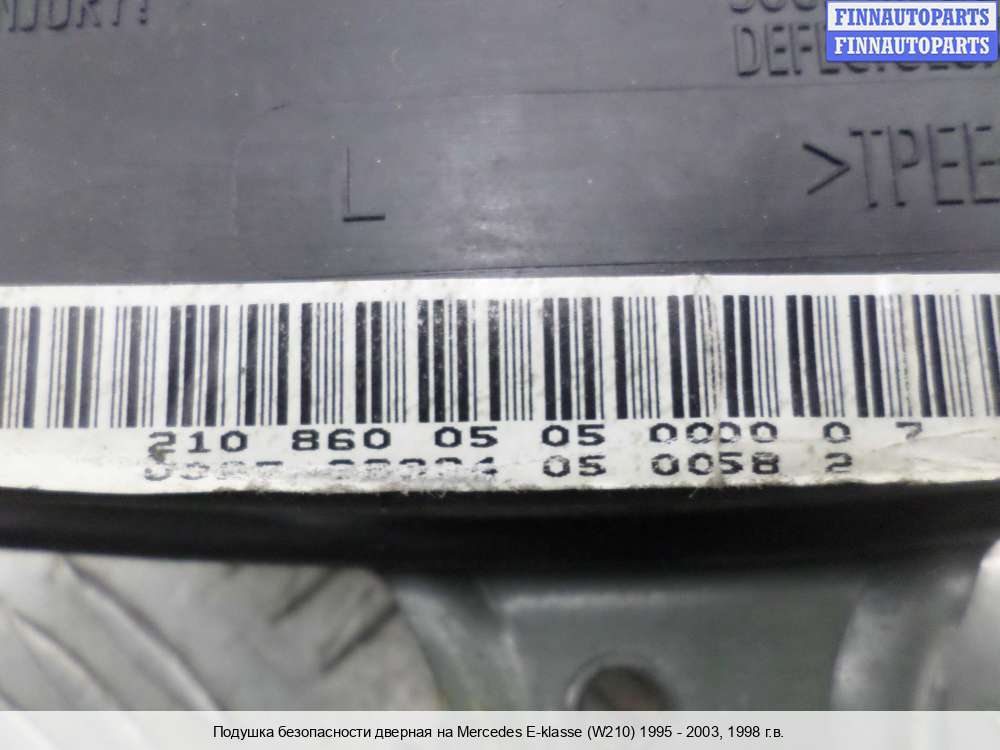 FINNAUTOPARTS
FINNAUTOPARTS
L
>TPEE
210 860 05 05 0000 0 7
05 0058 2
Подушка безопасности дверная на Mercedes E-klasse (W210) 1995 - 2003, 1998 г.в.